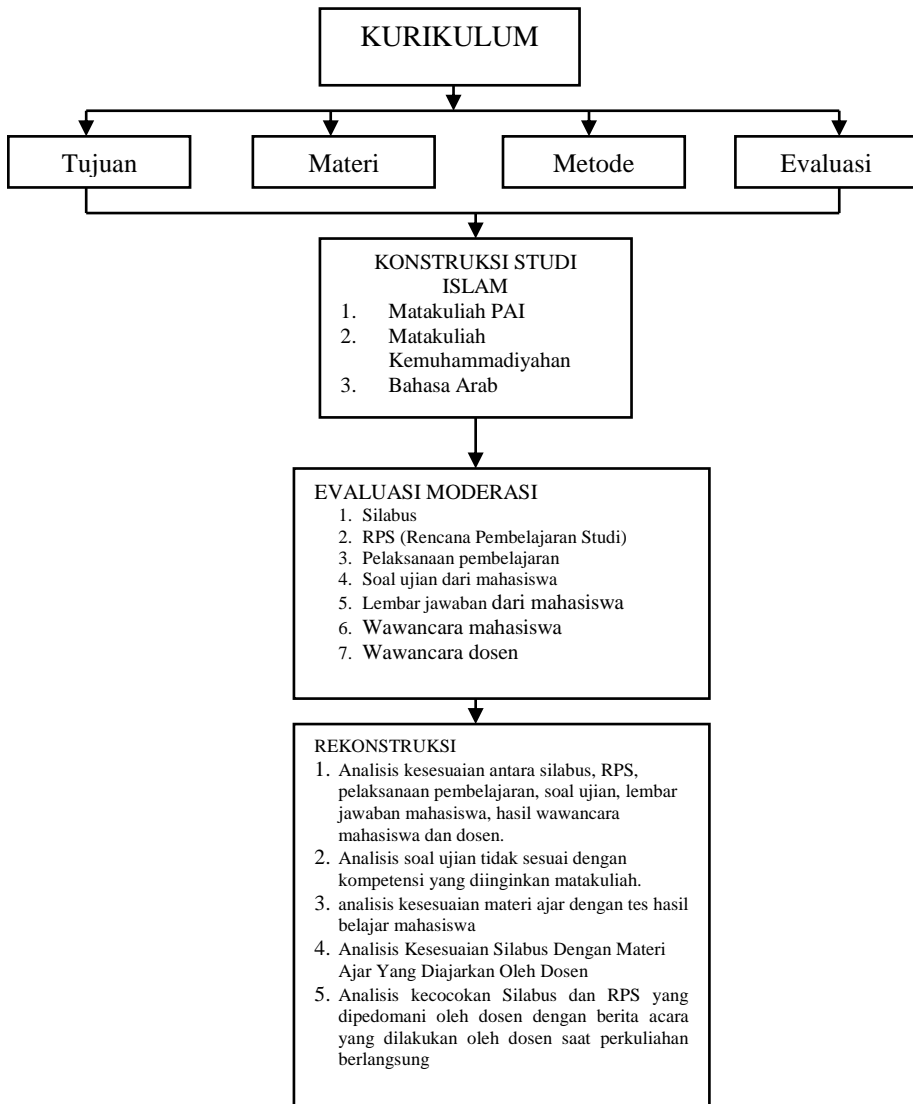 KURIKULUM
Tujuan
Materi
Metode
Evaluasi
KONSTRUKSI STUDI
ISLAM
1. Matakuliah PAI
2. Matakuliah
Kemuhammadiyahan
3. Bahasa Arab
EVALUASI MODERASI
1. Silabus
2. RPS (Rencana Pembelajaran Studi)
3. Pelaksanaan pembelajaran
4. Soal ujian dari mahasiswa
5. Lembar jawaban dari mahasiswa
6. Wawancara mahasiswa
7. Wawancara dosen
REKONSTRUKSI
1. Analisis kesesuaian antara silabus, RPS,
pelaksanaan pembelajaran, soal ujian, lembar
jawaban mahasiswa, hasil wawancara
mahasiswa dan dosen.
2. Analisis soal ujian tidak sesuai dengan
kompetensi yang diinginkan matakuliah.
3. analisis kesesuaian materi ajar dengan tes hasil
belajar mahasiswa
4. Analisis Kesesuaian Silabus Dengan Materi
Ajar Yang Diajarkan Oleh Dosen
5. Analisis kecocokan Silabus dan RPS yang
dipedomani oleh dosen dengan berita acara
yang dilakukan oleh dosen saat perkuliahan
berlangsung